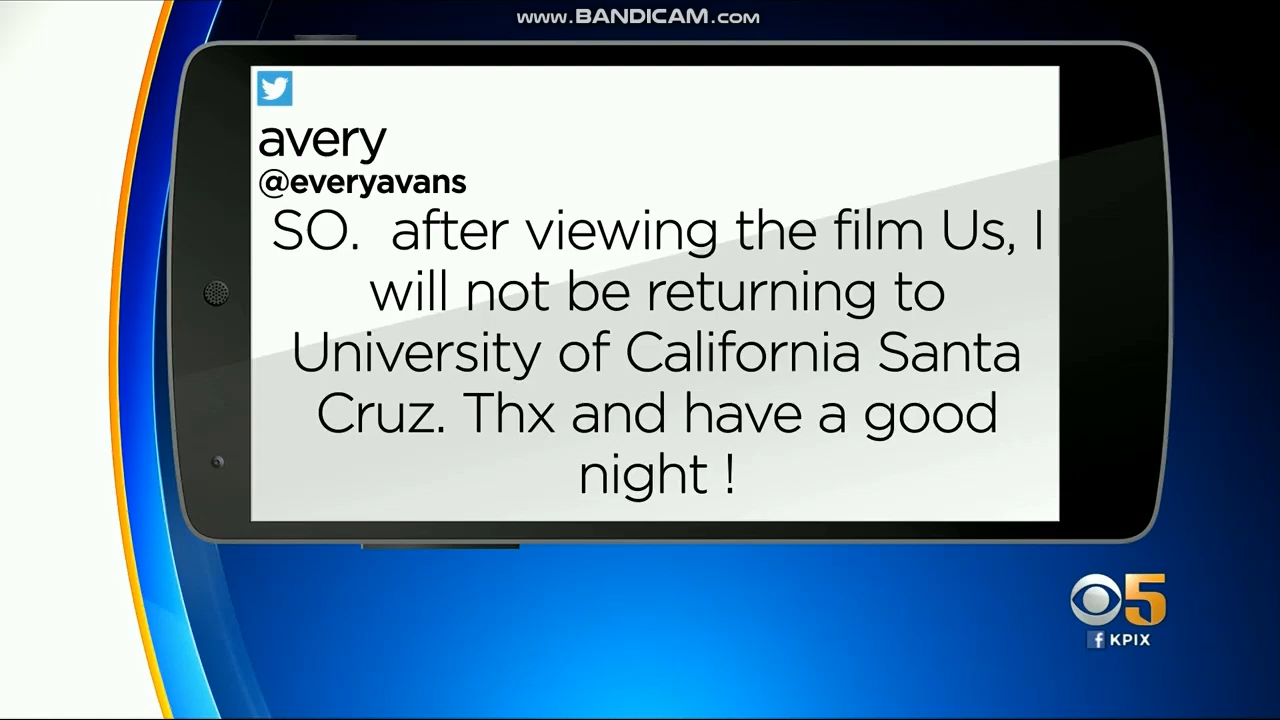 www.BANDICAM.com
avery
@everyavans
SO. after viewing the film Us, I
will not be returning to
University of California Santa
Cruz. Thx and have a good
night !
5
f KPIX